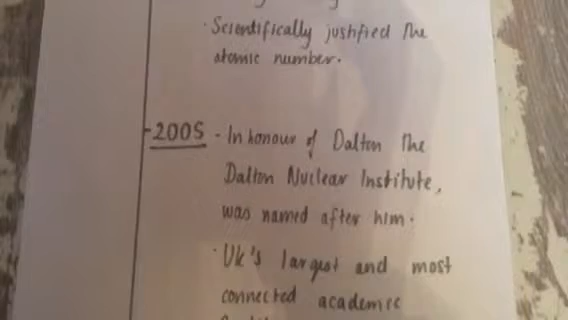 · Scientifically justified the
atomic number.
2005 - In honour of Dalton the
Dalton Nuclear Institute,
was named after him.
· Uk's largest and most
connected academic